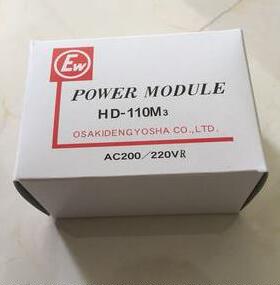 EW
POWER MODULE
HD-110M3
OSAKIDENGYOSHA CO.,LTD.
AC200/220VR